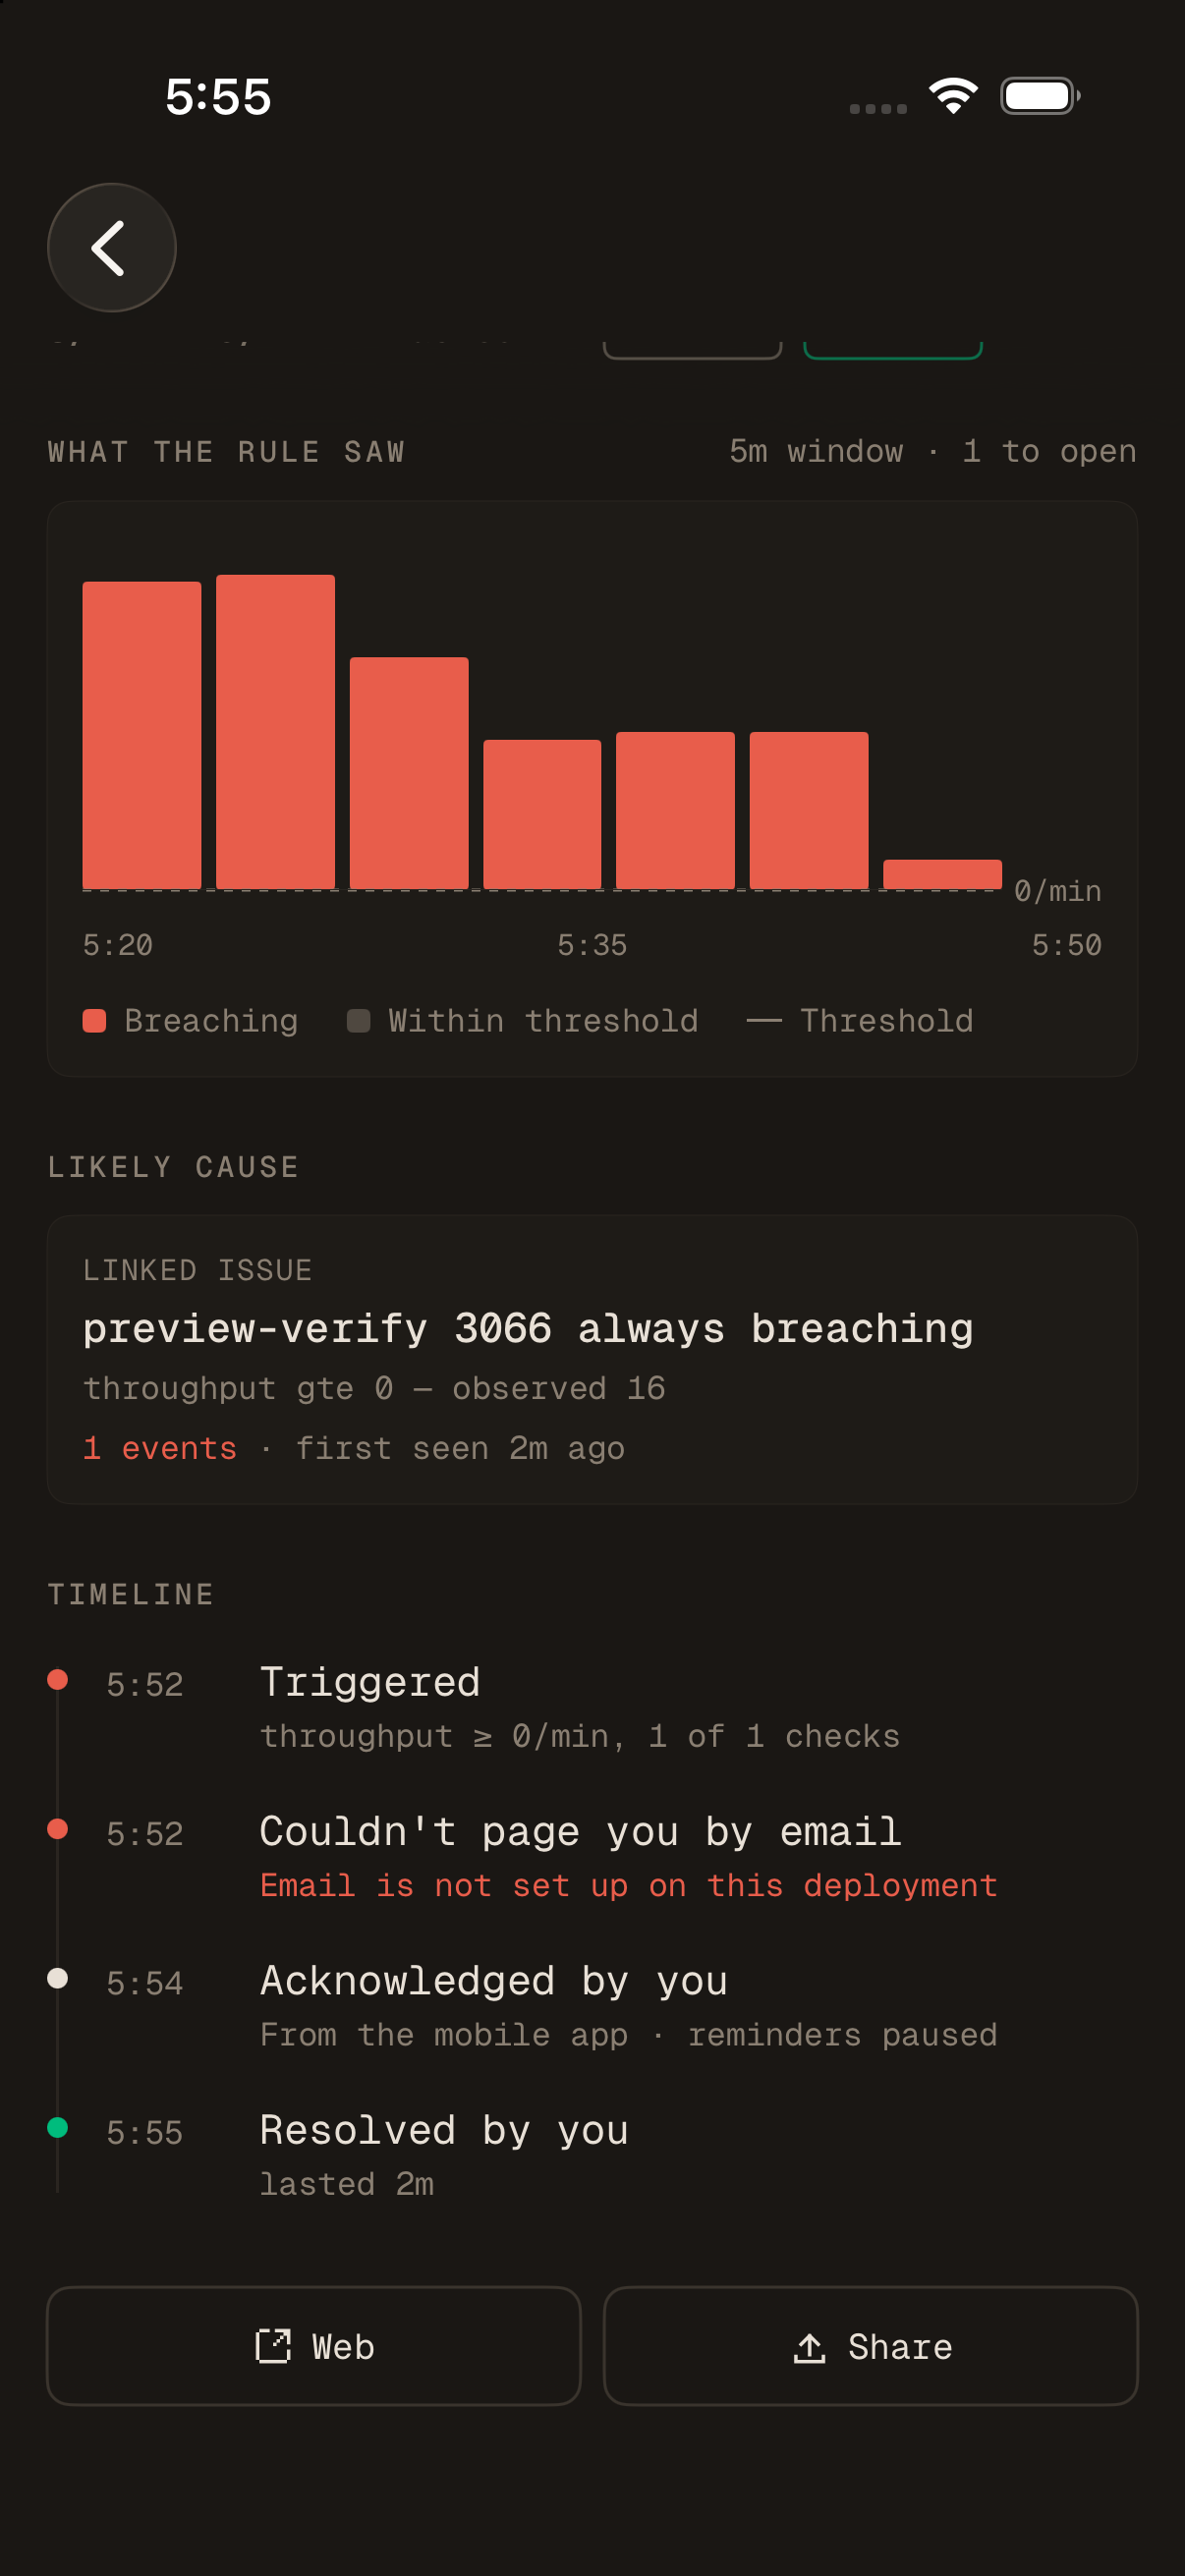 5:55
WHAT THE RULE SAW
5m window · 1 to open
0/min
5:20
5:35
5:50
Breaching
Within threshold
Threshold
LIKELY CAUSE
LINKED ISSUE
preview-verify 3066 always breaching
throughput gte 0 — observed 16
1 events · first seen 2m ago
TIMELINE
5:52
Triggered
throughput ≥ 0/min, 1 of 1 checks
5:52
Couldn't page you by email
Email is not set up on this deployment
5:54
Acknowledged by you
From the mobile app · reminders paused
5:55
Resolved by you
lasted 2m
Web
Share